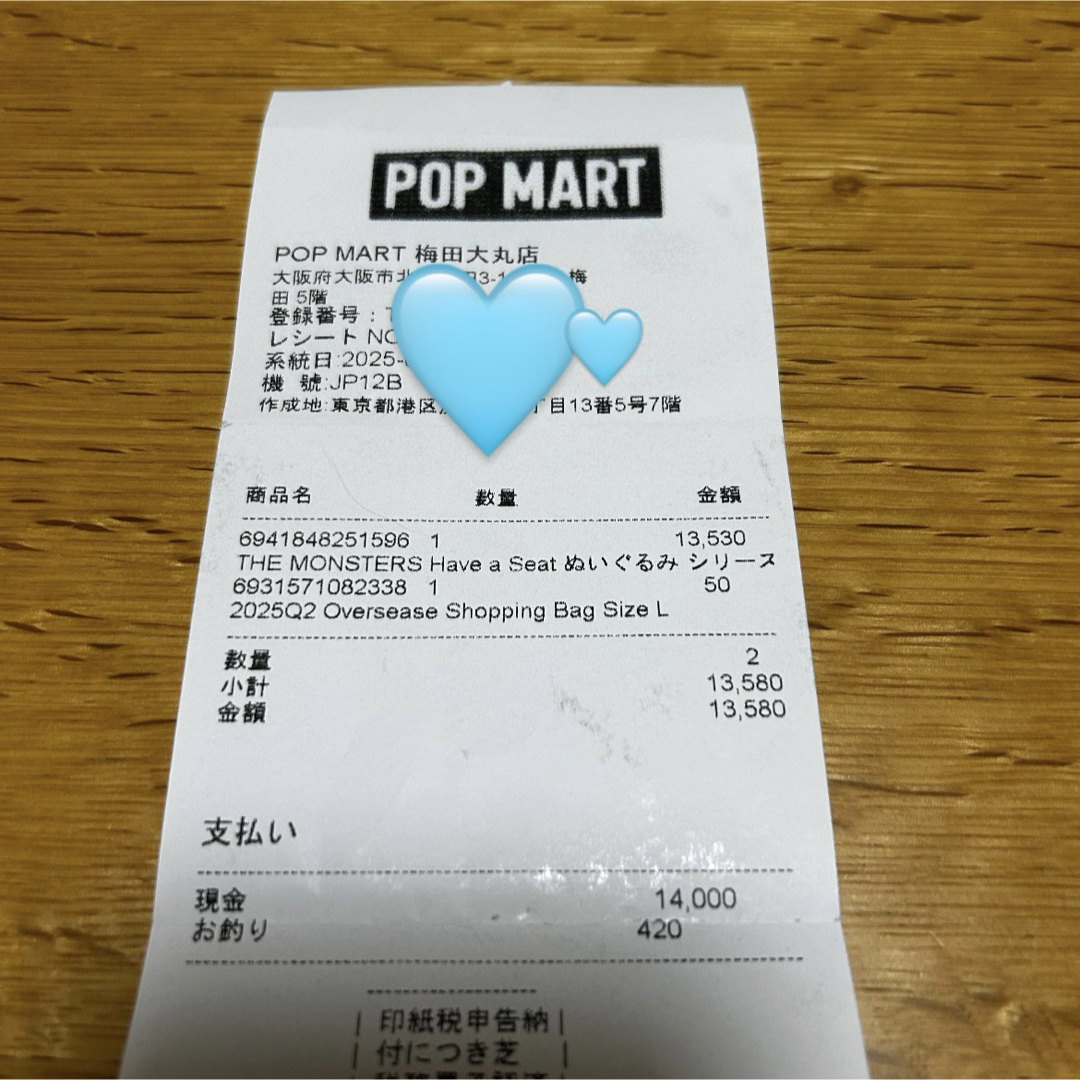 POP MART
POP MART 梅田大丸店
大阪府大阪市北 3-1 梅
田 5階
登録番号:
レシート NO
系統日:2025-
機 號:JP12B
作成地:東京都港区 丁目13番5号7階
商品名 数量 金額
6941848251596 1 13,530
THE MONSTERS Have a Seat ぬいぐるみ シリーズ
6931571082338 1 50
2025Q2 Oversease Shopping Bag Size L
数量 2
小計 13,580
金額 13,580
支払い
現金 14,000
お釣り 420
| 印紙税申告納 |
| 付につき芝 |